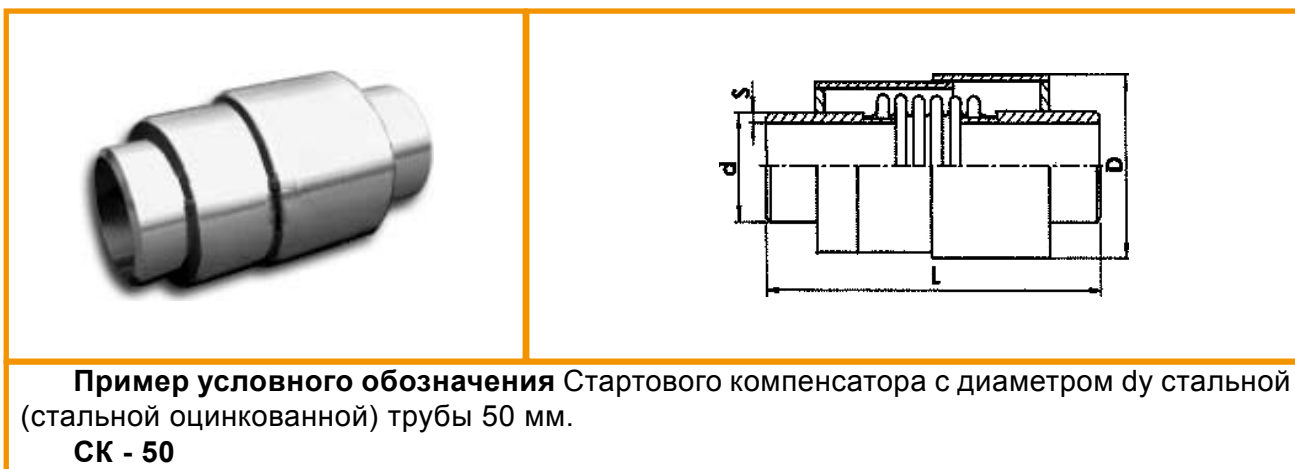 S
d
D
L
Пример условного обозначения Стартового компенсатора с диаметром dy стальной
(стальной оцинкованной) трубы 50 мм.
СК - 50